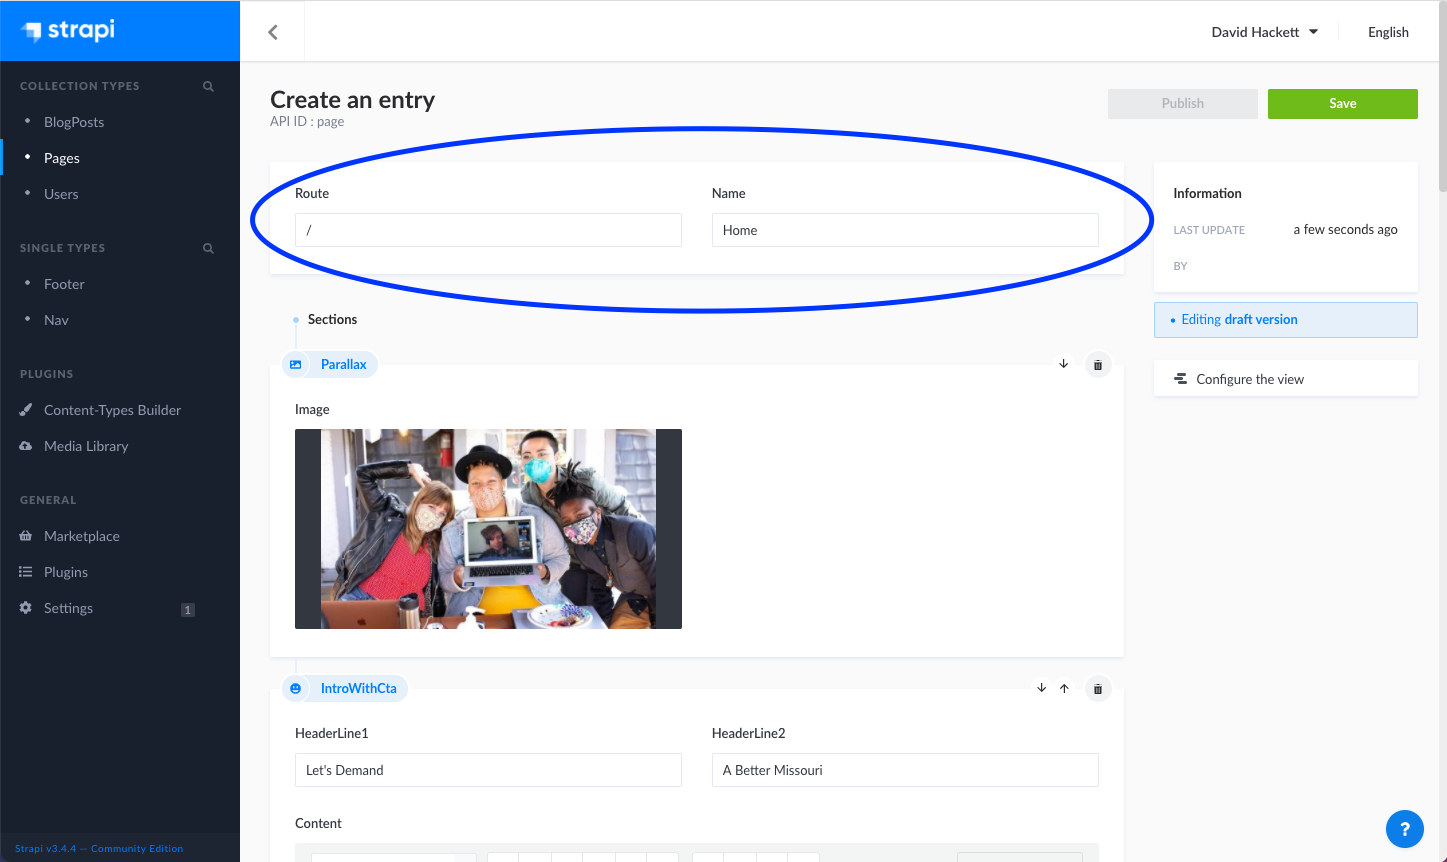 strapi
David Hackett
English
COLLECTION TYPES
BlogPosts
Pages
Users
SINGLE TYPES
Footer
Nav
PLUGINS
Content-Types Builder
Media Library
GENERAL
Marketplace
Plugins
Settings
1
Strapi v3.4.4 — Community Edition
Create an entry
API ID : page
Publish
Save
Route
Name
/
Home
Sections
Parallax
Image
IntroWithCta
HeaderLine1
HeaderLine2
Let's Demand
A Better Missouri
Content
Information
LAST UPDATE
a few seconds ago
BY
• Editing draft version
Configure the view
?